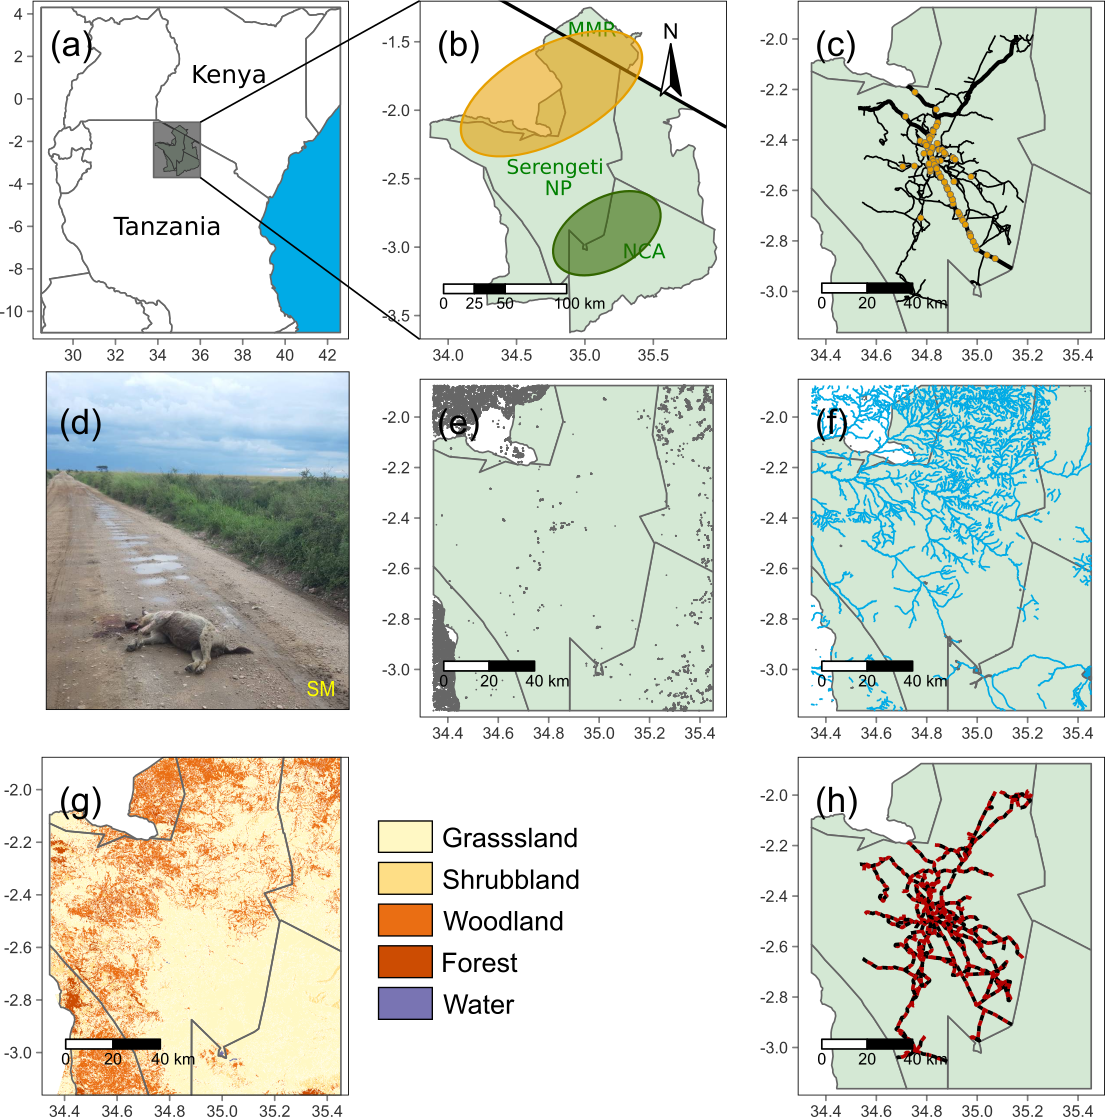 (a)
Kenya
Tanzania
4
2
0
-2
-4
-6
-8
-10
30 32 34 36 38 40 42
(b)
MMR
N
Serengeti
NP
NCA
0 25 50 100 km
-1.5
-2.0
-2.5
-3.0
-3.5
34.0 34.5 35.0 35.5
(c)
-2.0
-2.2
-2.4
-2.6
-2.8
-3.0
0 20 40 km
34.4 34.6 34.8 35.0 35.2 35.4
(d)
SM
(e)
-2.0
-2.2
-2.4
-2.6
-2.8
-3.0
0 20 40 km
34.4 34.6 34.8 35.0 35.2 35.4
(f)
-2.0
-2.2
-2.4
-2.6
-2.8
-3.0
0 20 40 km
34.4 34.6 34.8 35.0 35.2 35.4
(g)
-2.0
-2.2
-2.4
-2.6
-2.8
-3.0
0 20 40 km
34.4 34.6 34.8 35.0 35.2 35.4
Grasssland
Shrubbland
Woodland
Forest
Water
(h)
-2.0
-2.2
-2.4
-2.6
-2.8
-3.0
0 20 40 km
34.4 34.6 34.8 35.0 35.2 35.4